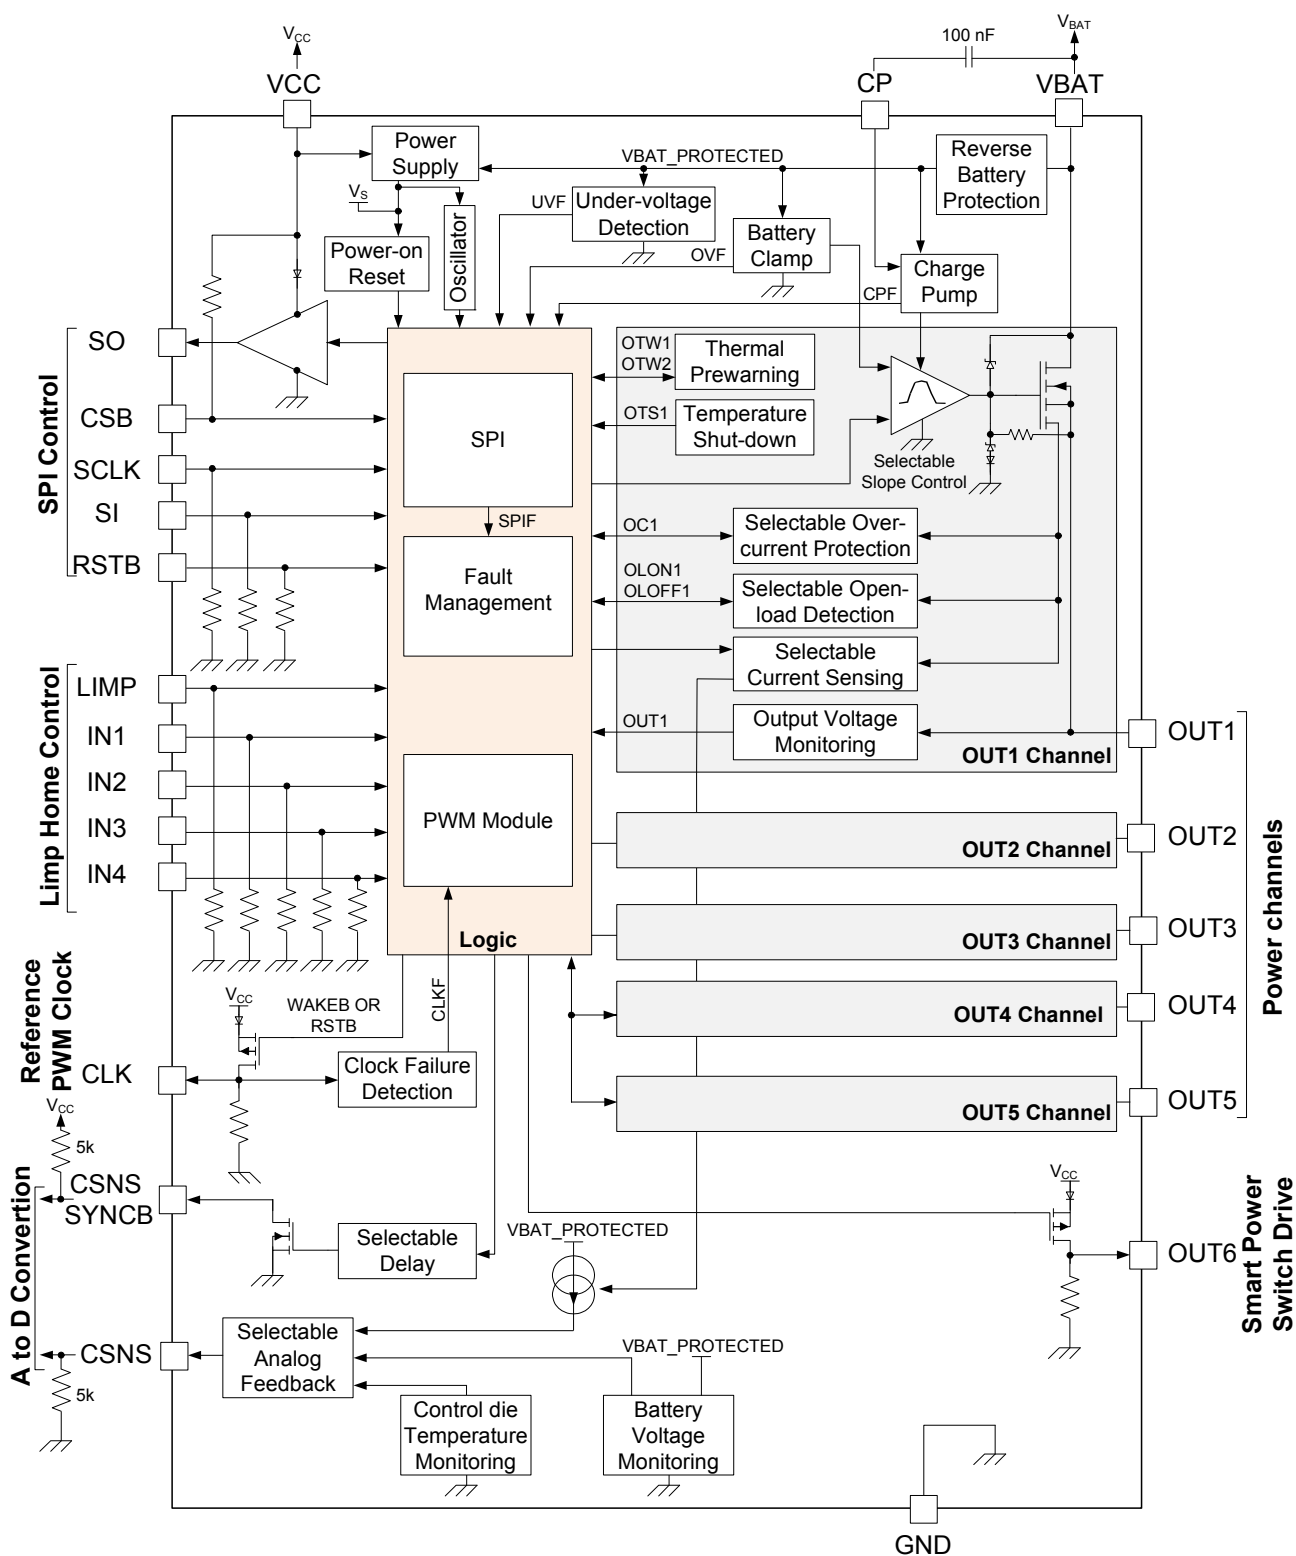 VCC
100 nF
VBAT
VCC
CP
VBAT
Power
Supply
VBAT_PROTECTED
Reverse
Battery
Protection
VS
UVF
Under-voltage
Detection
Oscillator
Power-on
Reset
OVF
Battery
Clamp
Charge
Pump
CPF
SPI Control
SO
CSB
SCLK
SI
RSTB
SPI
SPIF
Fault
Management
PWM Module
Logic
OTW1
OTW2
Thermal
Prewarning
OTS1
Temperature
Shut-down
Selectable
Slope Control
OC1
Selectable Over-
current Protection
OLON1
OLOFF1
Selectable Open-
load Detection
Selectable
Current Sensing
OUT1
Output Voltage
Monitoring
OUT1 Channel
OUT1
Limp Home Control
LIMP
IN1
IN2
IN3
IN4
OUT2 Channel
OUT2
OUT3 Channel
OUT3
OUT4 Channel
OUT4
OUT5 Channel
OUT5
Power channels
Reference
PWM Clock
VCC
WAKEB OR
RSTB
CLKF
CLK
Clock Failure
Detection
VCC
5k
A to D Convertion
CSNS
SYNCB
Selectable
Delay
VBAT_PROTECTED
VCC
OUT6
Smart Power
Switch Drive
CSNS
5k
Selectable
Analog
Feedback
VBAT_PROTECTED
Control die
Temperature
Monitoring
Battery
Voltage
Monitoring
GND